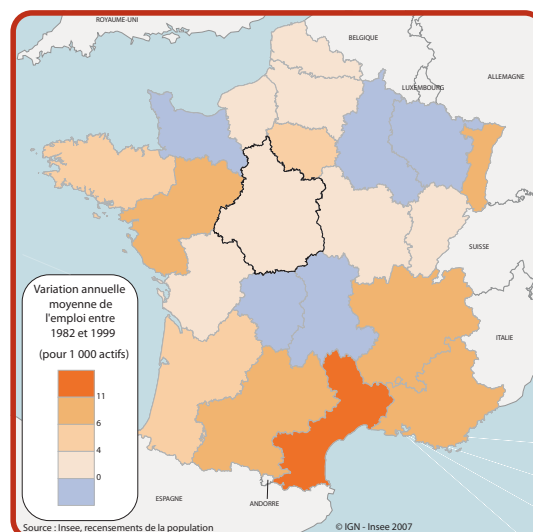 ROYAUME-UNI
BELGIQUE
LUXEMBOURG
ALLEMAGNE
SUISSE
ITALIE
Variation annuelle
moyenne de
l'emploi entre
1982 et 1999
(pour 1 000 actifs)
11
6
4
0
ESPAGNE
ANDORRE
Source : Insee, recensements de la population
© IGN - Insee 2007